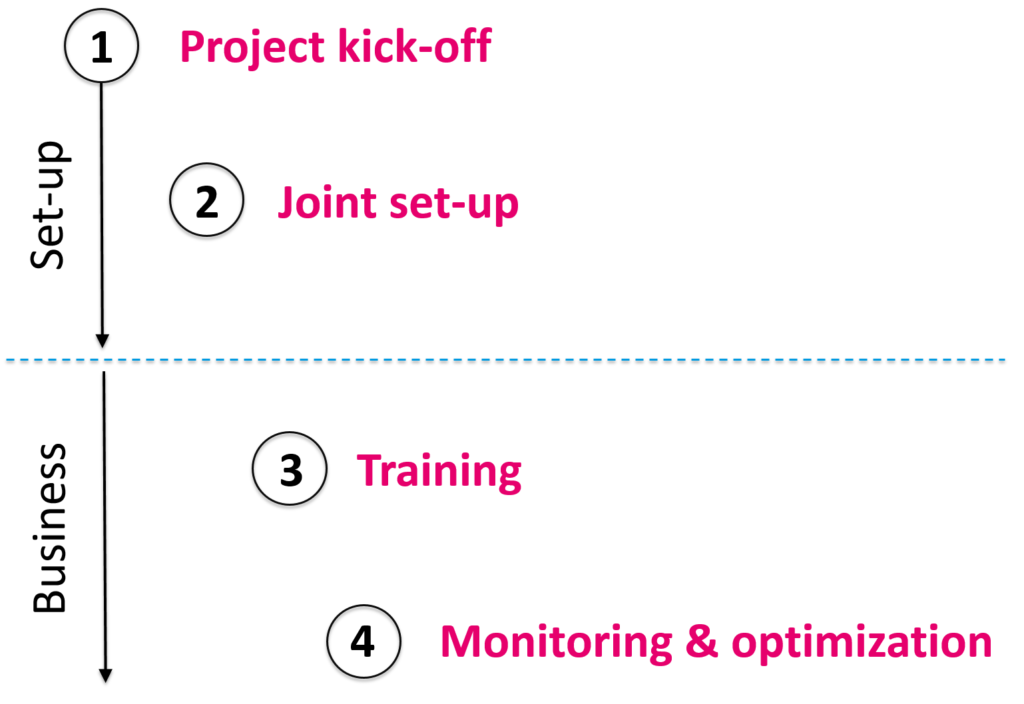 1 Project kick-off
Set-up
2 Joint set-up
Business
3 Training
4 Monitoring & optimization